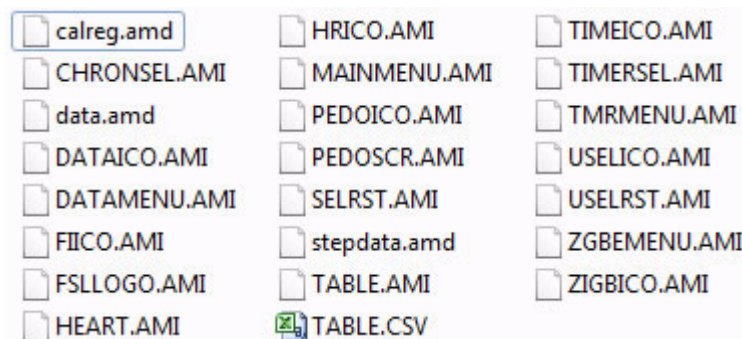 calreg.amd
CHRONSEL.AMI
data.amd
DATAICO.AMI
DATAMENU.AMI
FIICO.AMI
FSLLOGO.AMI
HEART.AMI
HRICO.AMI
MAINMENU.AMI
PEDOICO.AMI
PEDOSCR.AMI
SELRST.AMI
stepdata.amd
TABLE.AMI
TABLE.CSV
TIMEICO.AMI
TIMERSEL.AMI
TMRMENU.AMI
USELICO.AMI
USELRST.AMI
ZGBEMENU.AMI
ZIGBICO.AMI